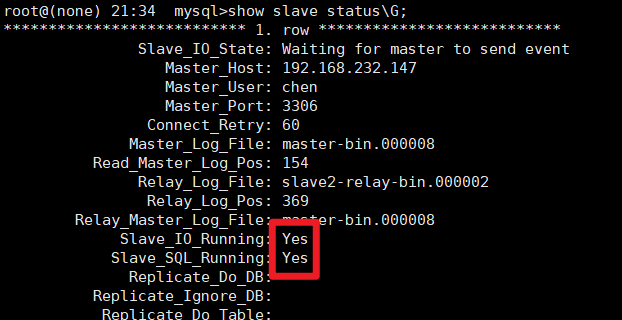 root@(none) 21:34  mysql>show slave status\G;
*************************** 1. row ***************************
Slave_IO_State: Waiting for master to send event
Master_Host: 192.168.232.147
Master_User: chen
Master_Port: 3306
Connect_Retry: 60
Master_Log_File: master-bin.000008
Read_Master_Log_Pos: 154
Relay_Log_File: slave2-relay-bin.000002
Relay_Log_Pos: 369
Relay_Master_Log_File: master-bin.000008
Slave_IO_Running: Yes
Slave_SQL_Running: Yes
Replicate_Do_DB:
Replicate_Ignore_DB:
Replicate_Do_Table: